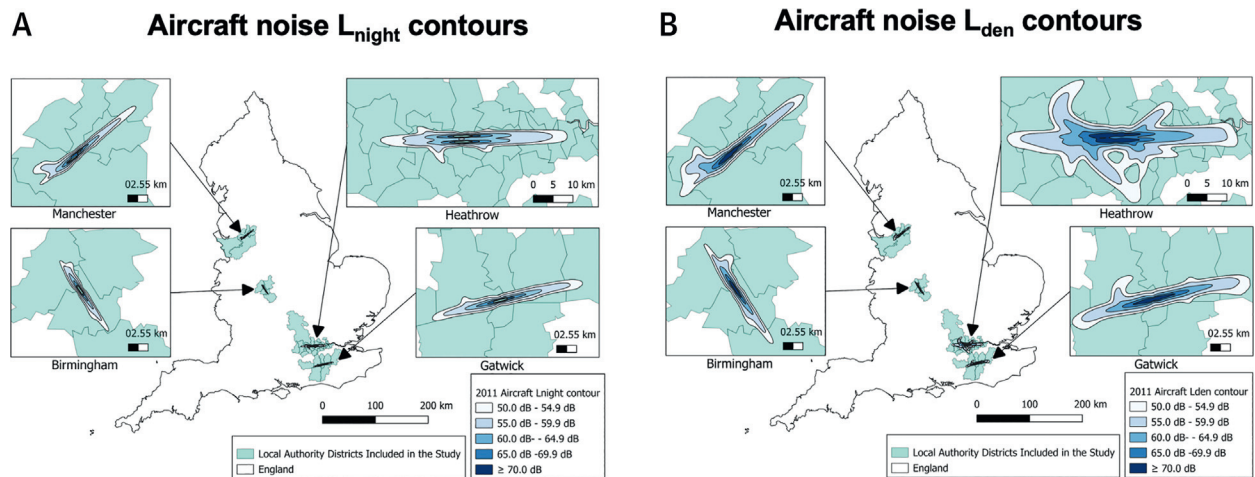 A
Aircraft noise Lnight contours
02.55 km
Manchester
0 5 10 km
Heathrow
02.55 km
Birmingham
02.55 km
Gatwick
0 100 200 km
Local Authority Districts Included in the Study
England
2011 Aircraft Lnight contour
50.0 dB - 54.9 dB
55.0 dB - 59.9 dB
60.0 dB- - 64.9 dB
65.0 dB -69.9 dB
≥ 70.0 dB
B
Aircraft noise Lden contours
02.55 km
Manchester
0 5 10 km
Heathrow
02.55 km
Birmingham
02.55 km
Gatwick
0 100 200 km
Local Authority Districts Included in the Study
England
2011 Aircraft Lden contour
50.0 dB - 54.9 dB
55.0 dB - 59.9 dB
60.0 dB- - 64.9 dB
65.0 dB -69.9 dB
≥ 70.0 dB